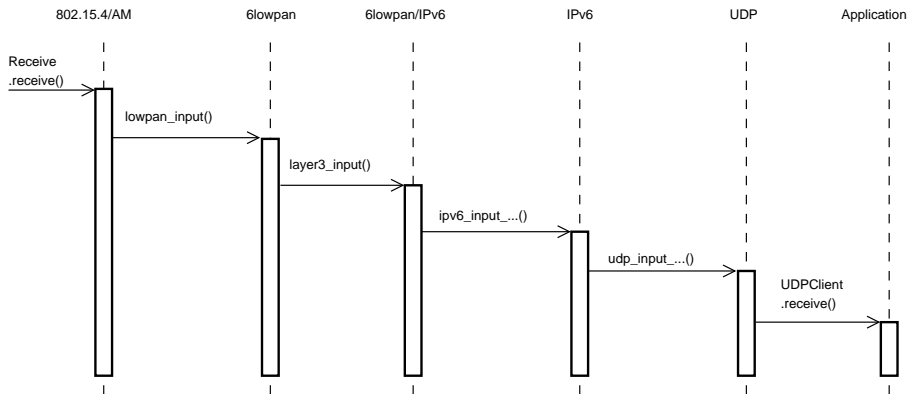 802.15.4/AM
6lowpan
6lowpan/IPv6
IPv6
UDP
Application
Receive
.receive()
lowpan_input()
layer3_input()
ipv6_input_...()
udp_input_...()
UDPClient
.receive()